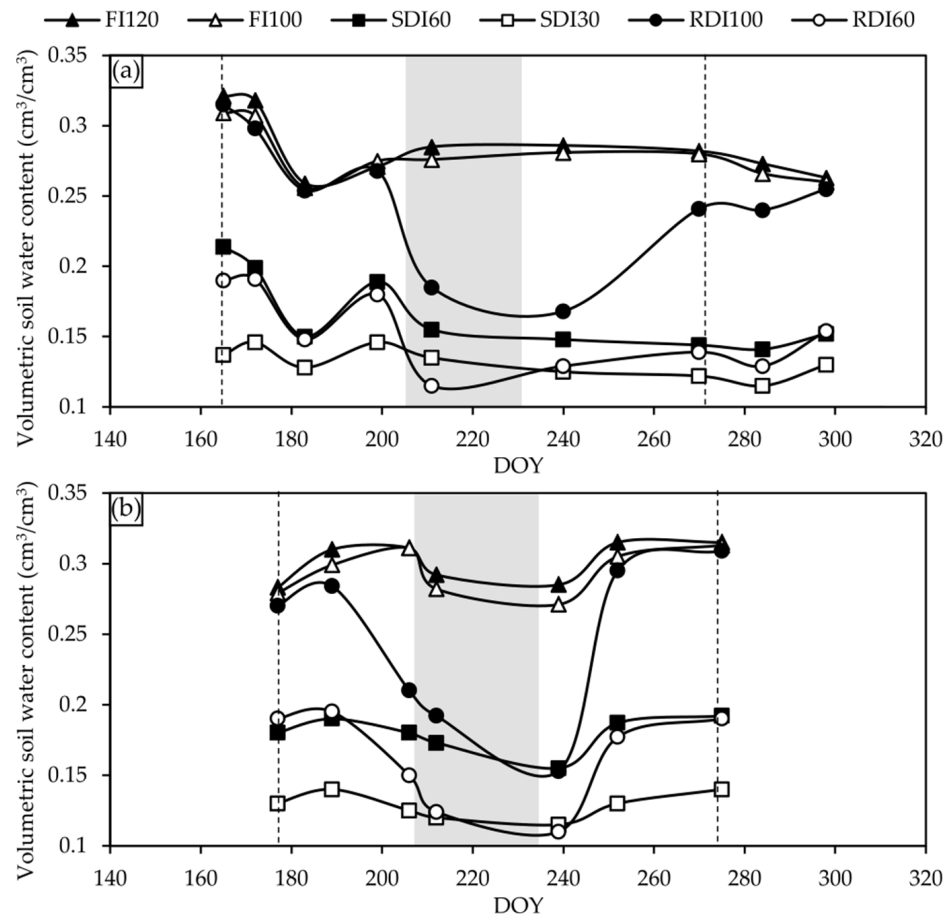 FI120 FI100 SDI60 SDI30 RDI100 RDI60
(a)
Volumetric soil water content (cm³/cm³)
0.35
0.3
0.25
0.2
0.15
0.1
140 160 180 200 220 240 260 280 300 320
DOY
(b)
Volumetric soil water content (cm³/cm³)
0.35
0.3
0.25
0.2
0.15
0.1
140 160 180 200 220 240 260 280 300 320
DOY